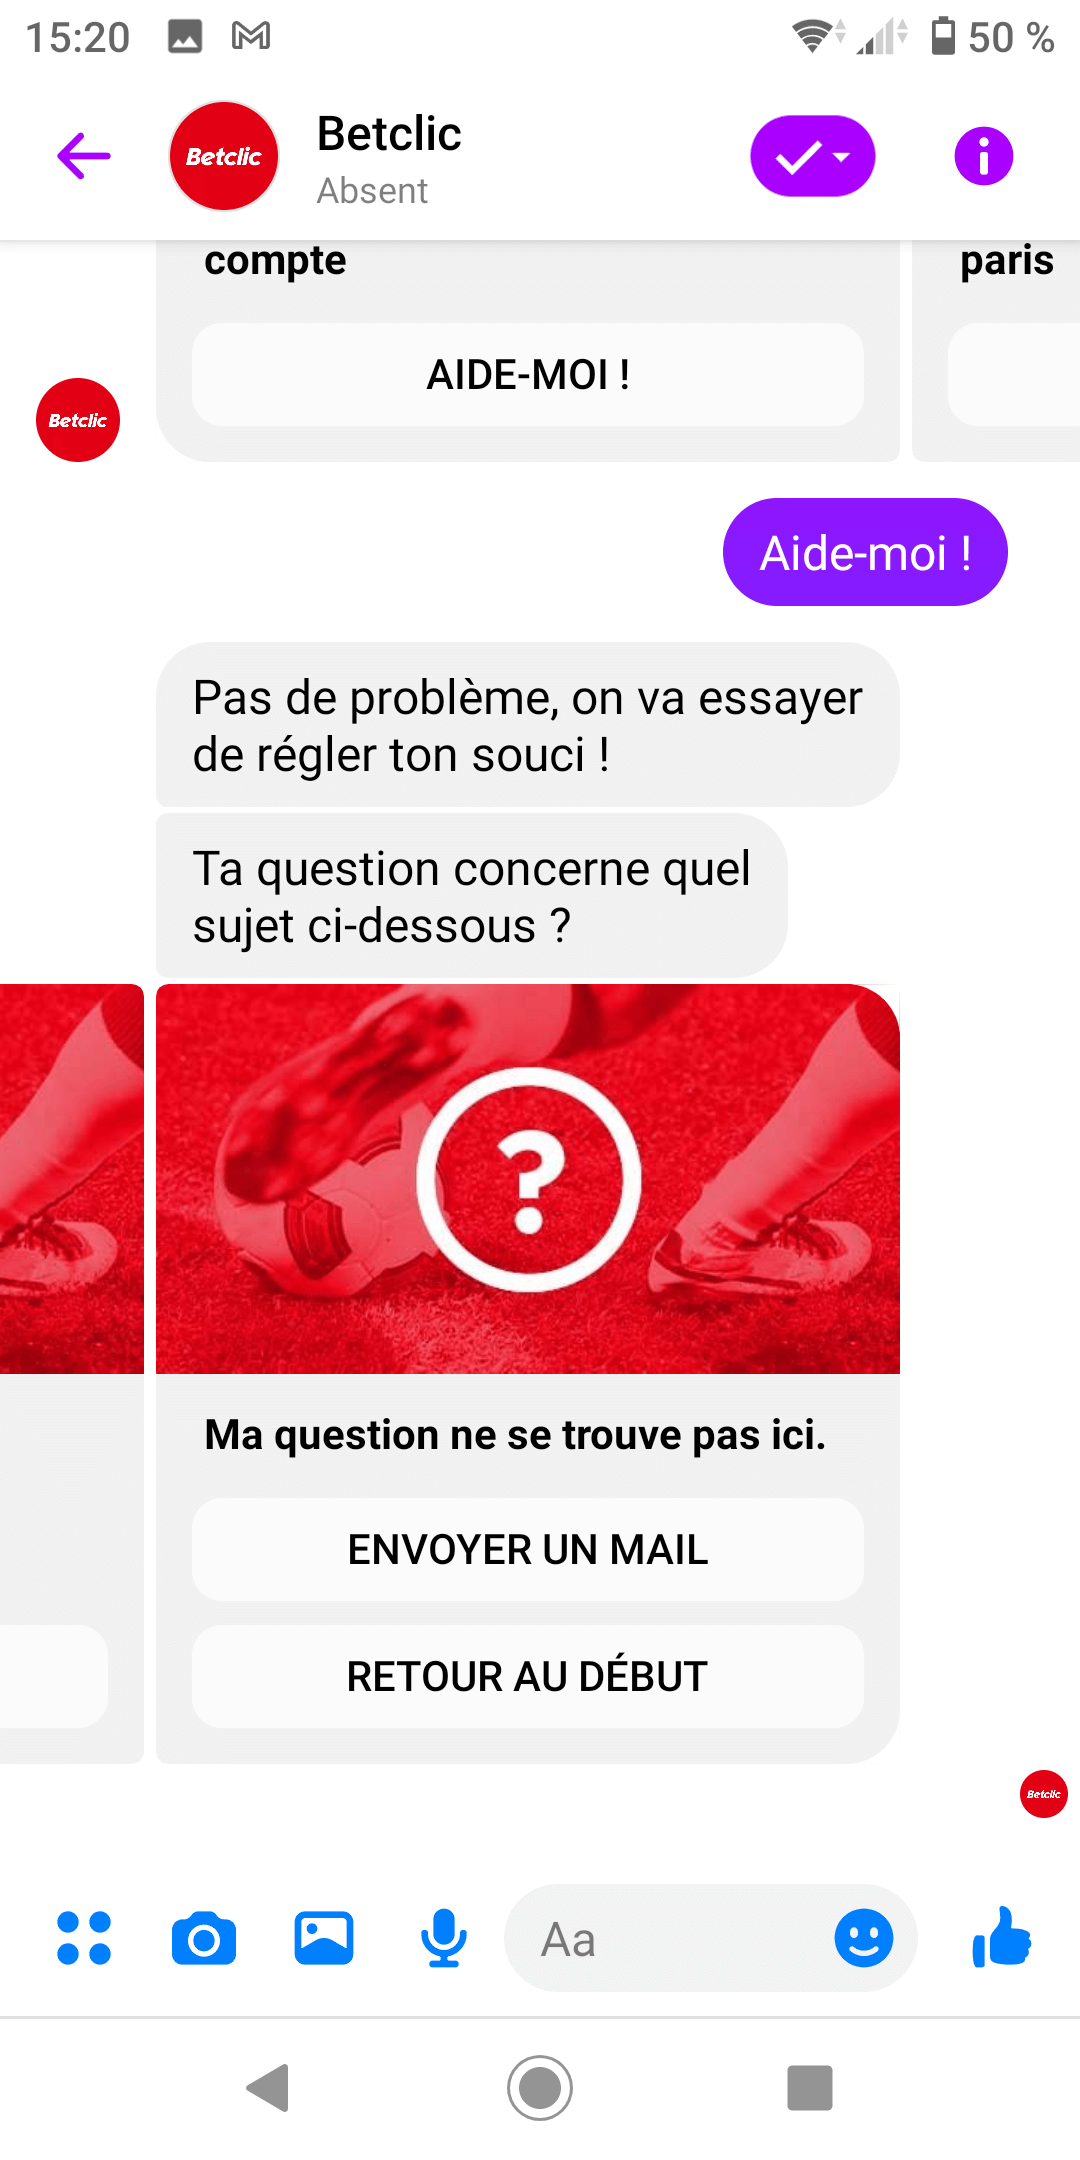 15:20
50 %
Betclic
Betclic
Absent
compte
paris
AIDE-MOI !
Betclic
Aide-moi !
Pas de problème, on va essayer
de régler ton souci !
Ta question concerne quel
sujet ci-dessous ?
?
Ma question ne se trouve pas ici.
ENVOYER UN MAIL
RETOUR AU DÉBUT
Betclic
Aa